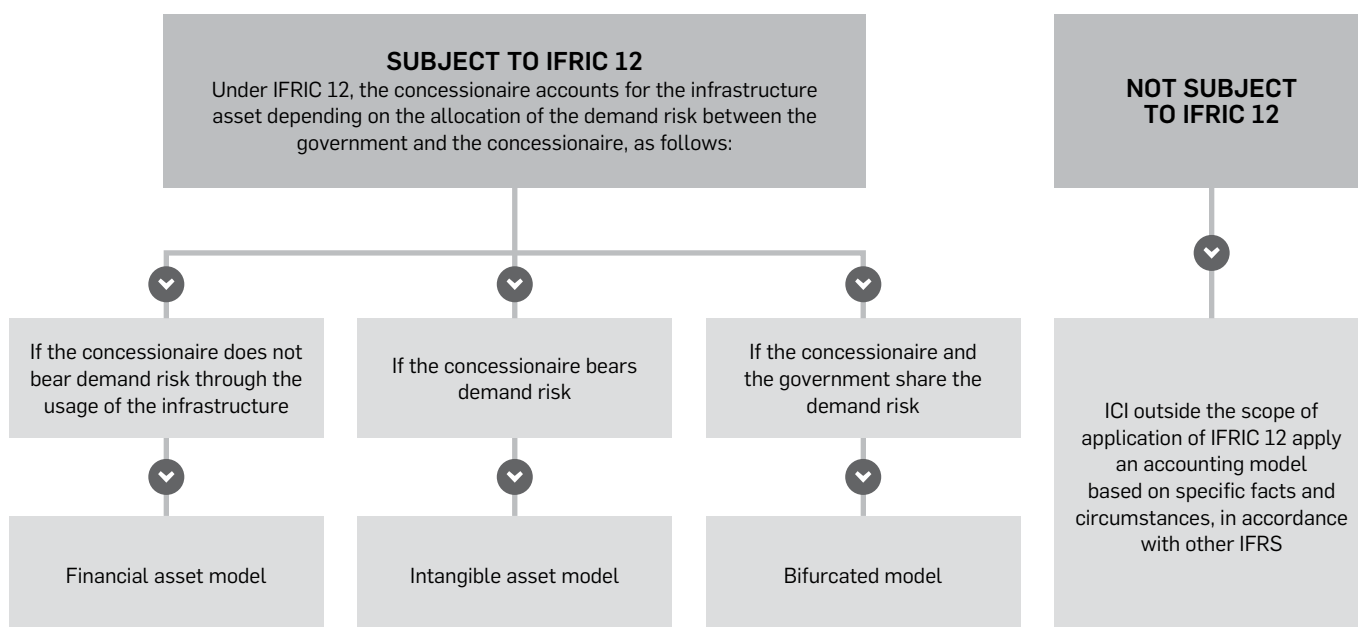 SUBJECT TO IFRIC 12
Under IFRIC 12, the concessionaire accounts for the infrastructure
asset depending on the allocation of the demand risk between the
government and the concessionaire, as follows:
NOT SUBJECT
TO IFRIC 12
If the concessionaire does not
bear demand risk through the
usage of the infrastructure
If the concessionaire bears
demand risk
If the concessionaire and
the government share the
demand risk
ICI outside the scope of
application of IFRIC 12 apply
an accounting model
based on specific facts and
circumstances, in accordance
with other IFRS
Financial asset model
Intangible asset model
Bifurcated model